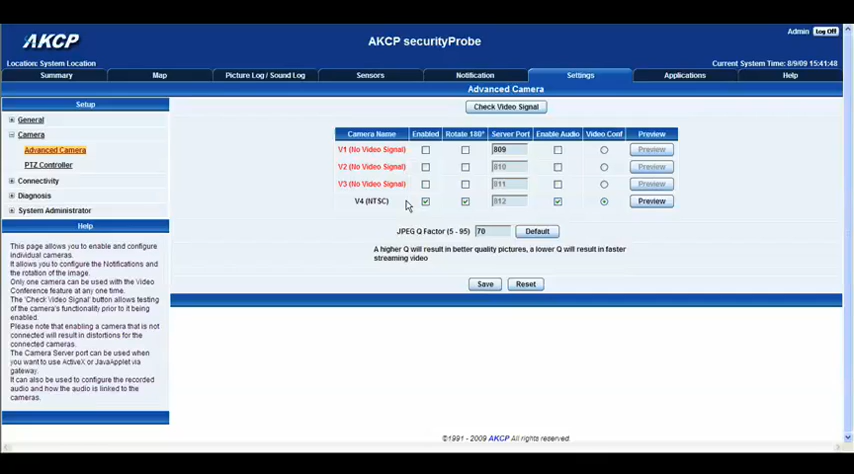 AKCP
AKCP securityProbe
Admin Log Off
Location: System Location
Current System Time: 8/9/09 15:41:48
Summary Map Picture Log / Sound Log Sensors Notification Settings Applications Help
Setup
Advanced Camera
General
Camera
Advanced Camera
PTZ Controller
Connectivity
Diagnosis
System Administrator
Help
This page allows you to enable and configure
individual cameras.
It allows you to configure the Notifications and
the rotation of the image.
Only one camera can be used with the Video
Conference feature at any one time.
The 'Check Video Signal' button allows testing
of the camera's functionality prior to it being
enabled.
Please note that enabling a camera that is not
connected will result in distortions for the
connected cameras.
The Camera Server port can be used when
you want to use ActiveX or JavaApplet via
gateway.
It can also be used to configure the recorded
audio and how the audio is linked to the
cameras.
Check Video Signal
Camera Name Enabled Rotate 180° Server Port Enable Audio Video Conf Preview
V1 (No Video Signal) 809 Preview
V2 (No Video Signal) 810 Preview
V3 (No Video Signal) 811 Preview
V4 (NTSC) 812 Preview
JPEG Q Factor (5 - 95) 70 Default
A higher Q will result in better quality pictures, a lower Q will result in faster
streaming video
Save Reset
©1991 - 2009 AKCP All rights reserved.